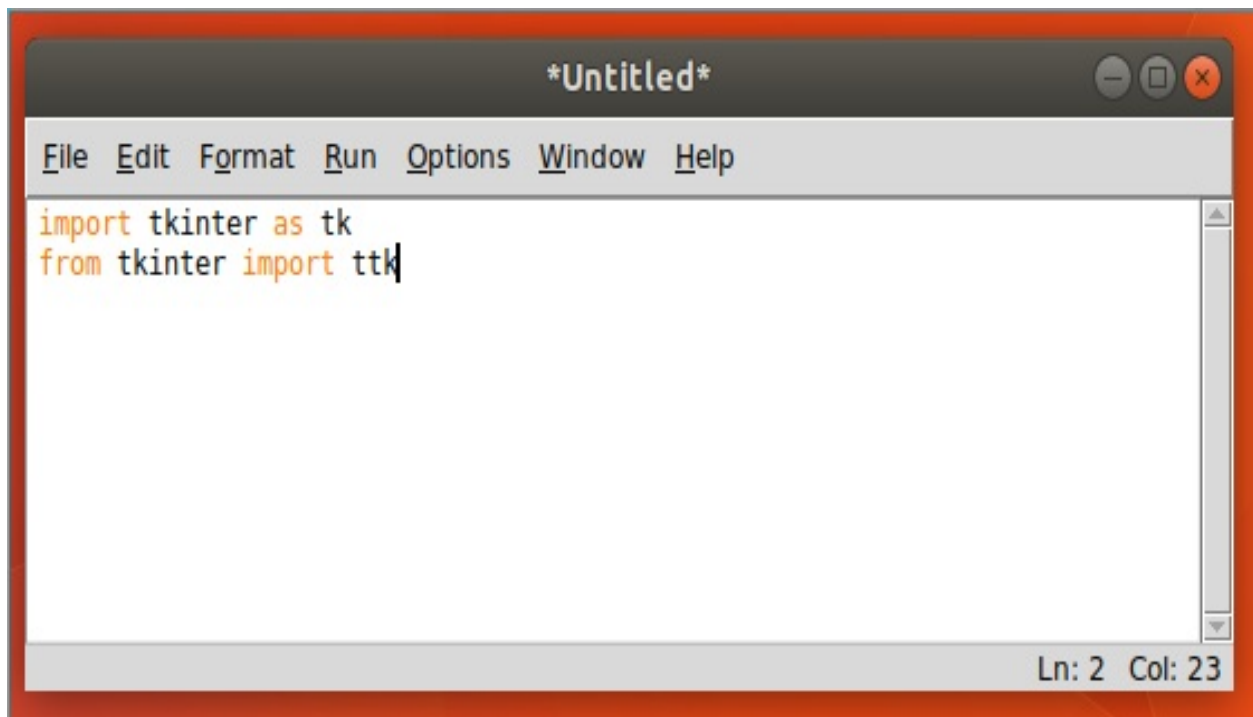 *Untitled*
File Edit Format Run Options Window Help
import tkinter as tk
from tkinter import ttk
Ln: 2 Col: 23